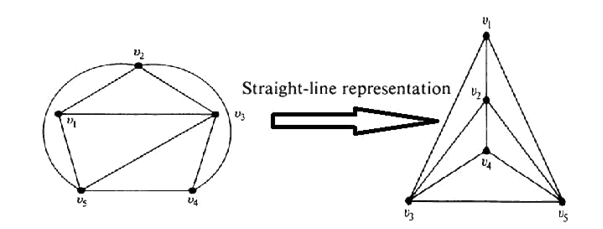 v₂
v₁
v₃
v₅
v₄
Straight-line representation
v₁
v₂
v₄
v₃
v₅